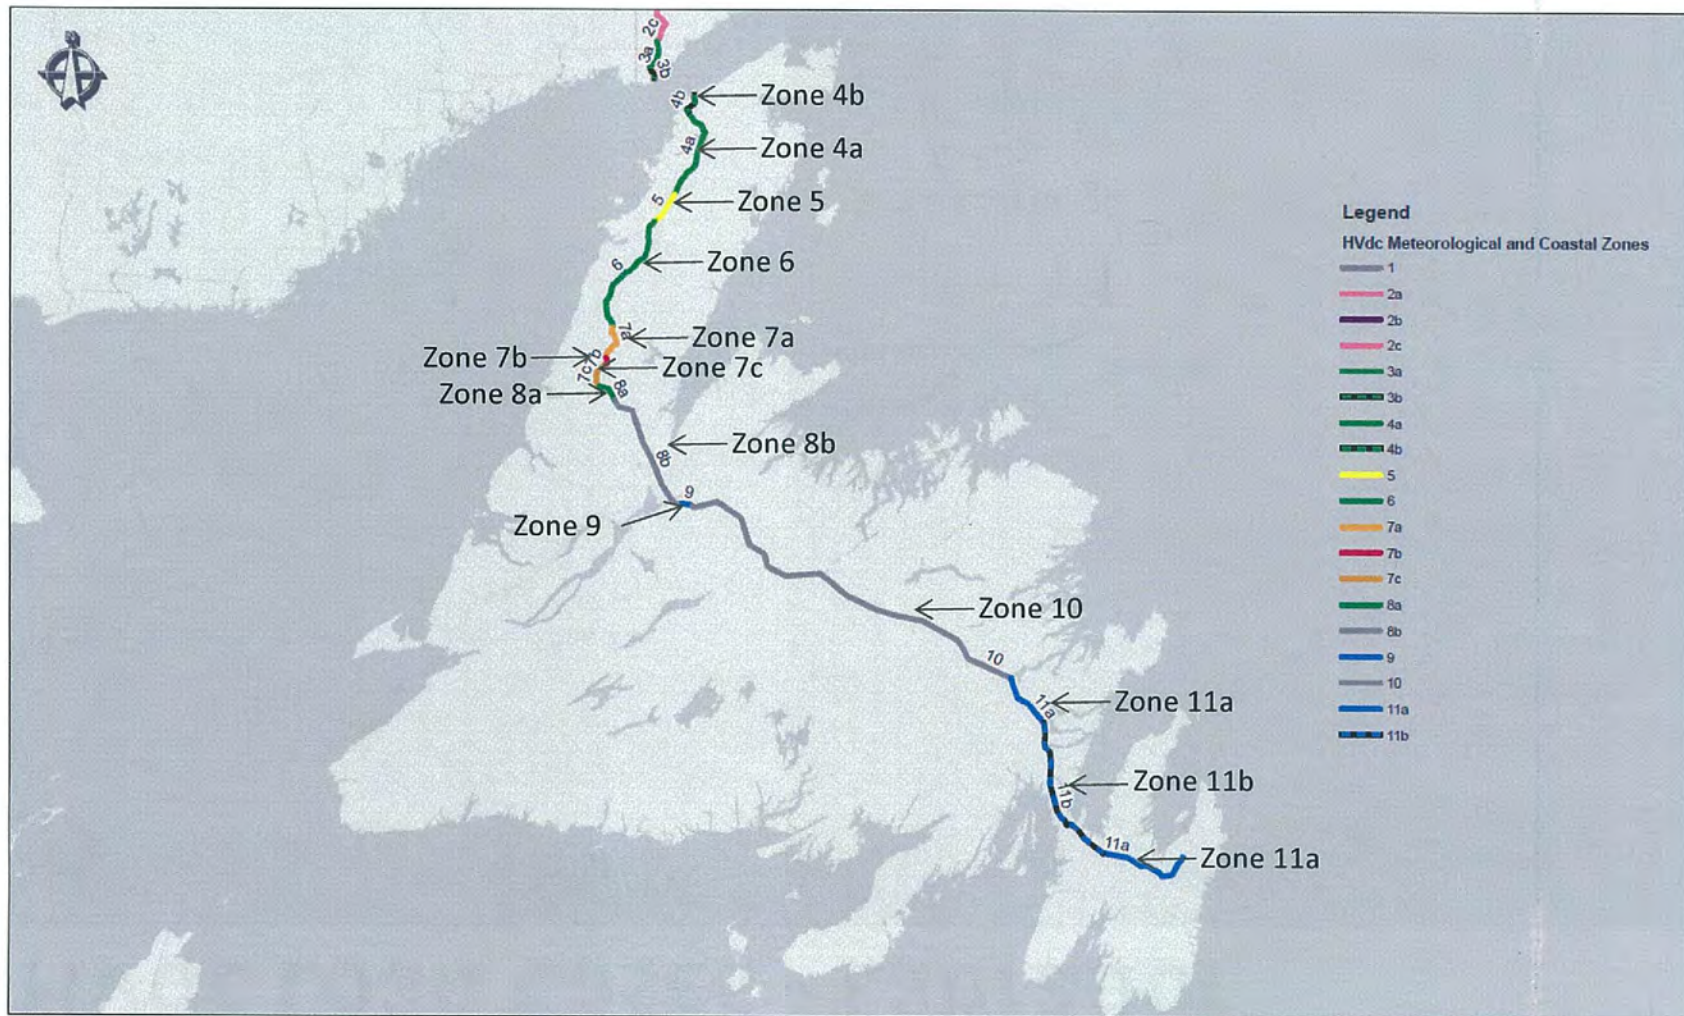 2c
3a
3b
4b
Zone 4b
4a
Zone 4a
5
Zone 5
6
Zone 6
7a
Zone 7a
Zone 7b
7c
Zone 7c
Zone 8a
8a
8b
Zone 8b
9
Zone 9
Zone 10
10
11a
Zone 11a
11b
Zone 11b
11a
Zone 11a
Legend
HVdc Meteorological and Coastal Zones
1
2a
2b
2c
3a
3b
4a
4b
5
6
7a
7b
7c
8a
8b
9
10
11a
11b